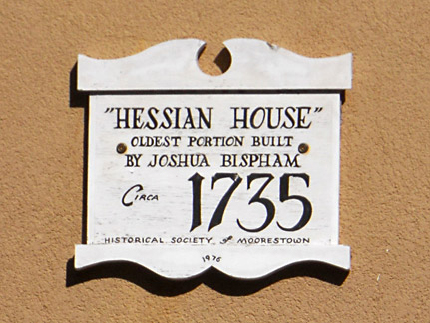 "HESSIAN HOUSE"
OLDEST PORTION BUILT
BY JOSHUA BISPHAM
CIRCA 1735
HISTORICAL SOCIETY of MOORESTOWN
1976